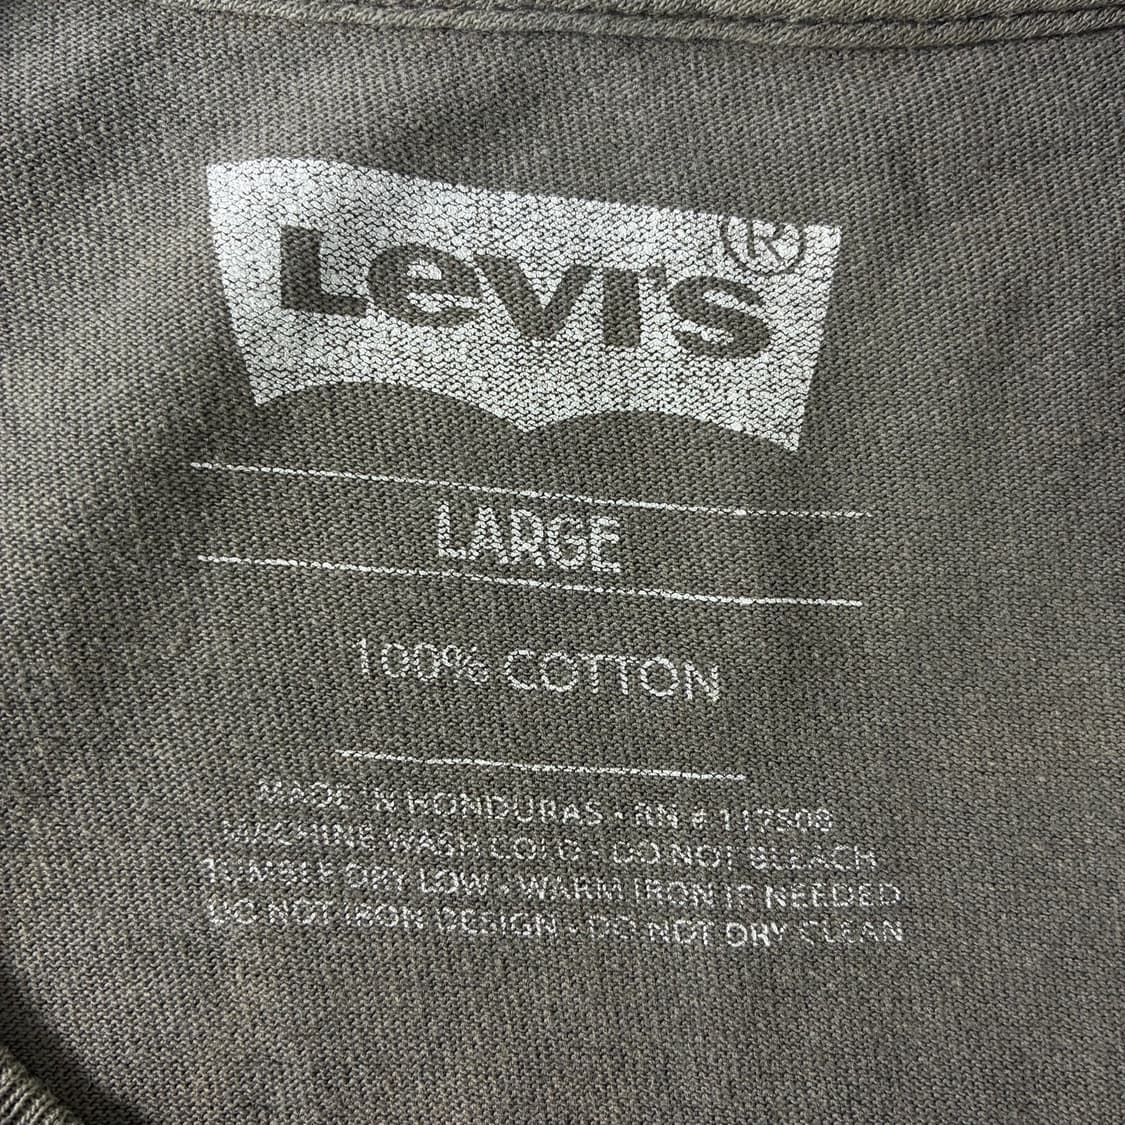 Levi's ®
LARGE
100% COTTON
MADE IN HONDURAS • RN # 117508
MACHINE WASH COLD • DO NOT BLEACH
TUMBLE DRY LOW • WARM IRON IF NEEDED
DO NOT IRON DESIGN • DO NOT DRY CLEAN